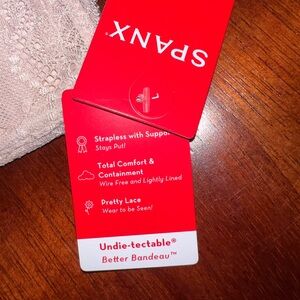 SPANX®
Strapless with Support
Stays Put!
Total Comfort &
Containment
Wire Free and Lightly Lined
Pretty Lace
Wear to be Seen!
Undie-tectable®
Better Bandeau™